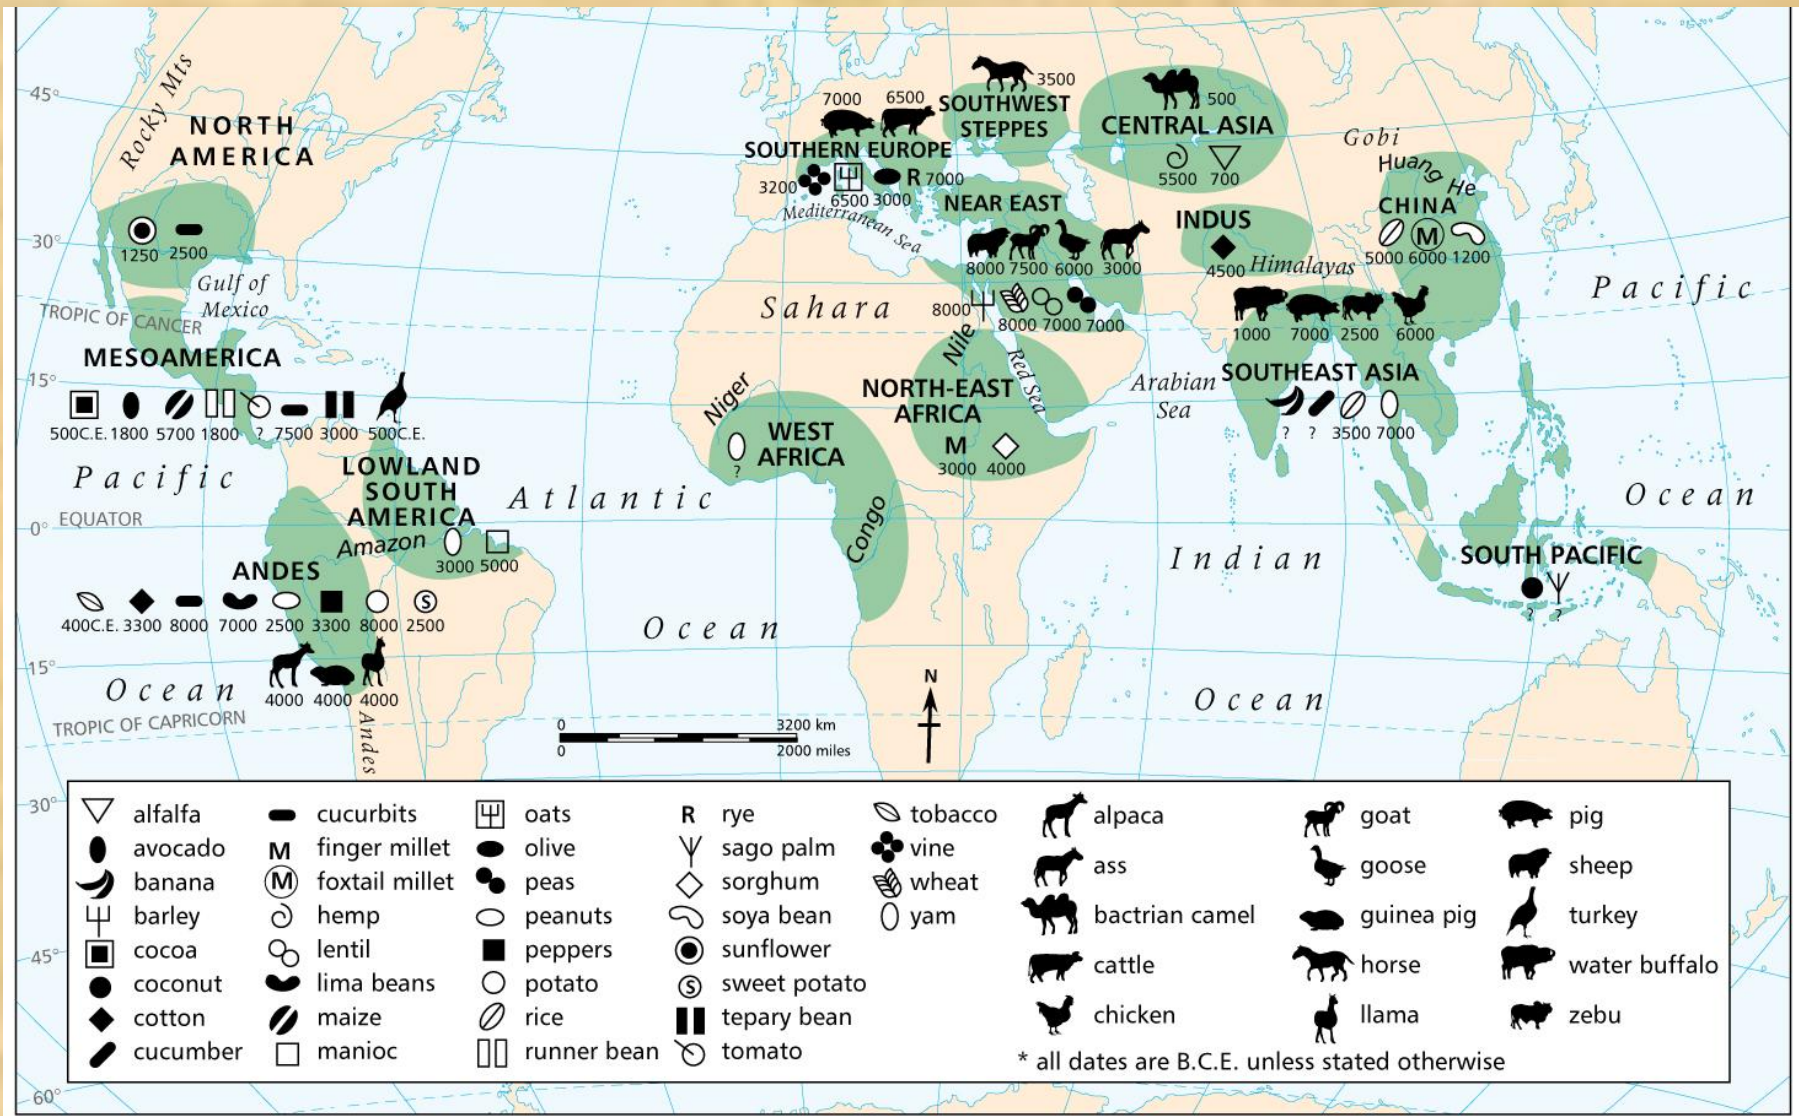 45°
Rocky Mts
NORTH
AMERICA
1250 2500
30°
Gulf of
Mexico
TROPIC OF CANCER
MESOAMERICA
15°
500C.E. 1800 5700 1800 ? 7500 3000 500C.E.
Pacific
LOWLAND
SOUTH
AMERICA
Atlantic
0° EQUATOR
Amazon
3000 5000
ANDES
400C.E. 3300 8000 7000 2500 3300 8000 2500
Ocean
15°
4000 4000 4000
Ocean
TROPIC OF CAPRICORN
Andes
3500
7000 6500
SOUTHWEST
STEPPES
500
CENTRAL ASIA
5500 700
SOUTHERN EUROPE
3200 R 7000
6500 3000
Mediterranean Sea
NEAR EAST
8000 7500 6000 3000
8000
8000 7000 7000
Sahara
Nile
Red Sea
Niger
NORTH-EAST
AFRICA
M
3000 4000
WEST
AFRICA
?
Congo
Gobi
Huang He
CHINA
M
5000 6000 1200
INDUS
4500 Himalayas
1000 7000 2500 6000
Arabian
Sea
SOUTHEAST ASIA
? ? 3500 7000
Pacific
Ocean
Indian
Ocean
SOUTH PACIFIC
? ?
N
0 3200 km
0 2000 miles
30°
45°
60°
alfalfa
avocado
banana
barley
cocoa
coconut
cotton
cucumber
cucurbits
M finger millet
M foxtail millet
hemp
lentil
lima beans
maize
manioc
oats
olive
peas
peanuts
peppers
potato
rice
runner bean
R rye
sago palm
sorghum
soya bean
sunflower
S sweet potato
tepary bean
tomato
tobacco
vine
wheat
yam
alpaca
ass
bactrian camel
cattle
chicken
goat
goose
guinea pig
horse
llama
pig
sheep
turkey
water buffalo
zebu
* all dates are B.C.E. unless stated otherwise